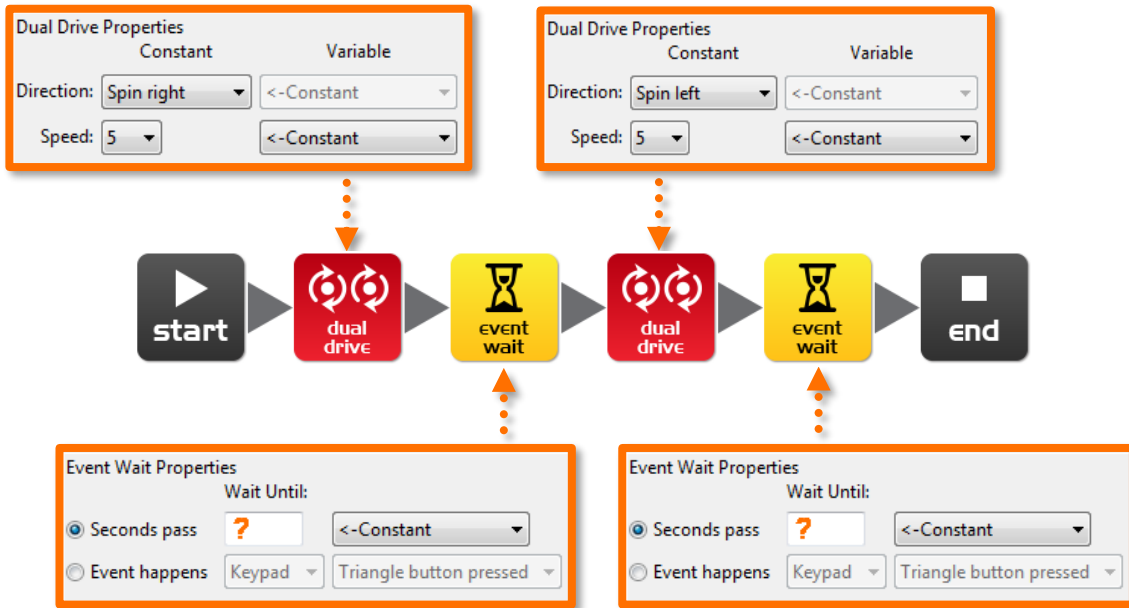 Dual Drive Properties
Constant Variable
Direction: Spin right <-Constant
Speed: 5 <-Constant
Dual Drive Properties
Constant Variable
Direction: Spin left <-Constant
Speed: 5 <-Constant
start
dual
drive
event
wait
dual
drive
event
wait
end
Event Wait Properties
Wait Until:
Seconds pass ? <-Constant
Event happens Keypad Triangle button pressed
Event Wait Properties
Wait Until:
Seconds pass ? <-Constant
Event happens Keypad Triangle button pressed